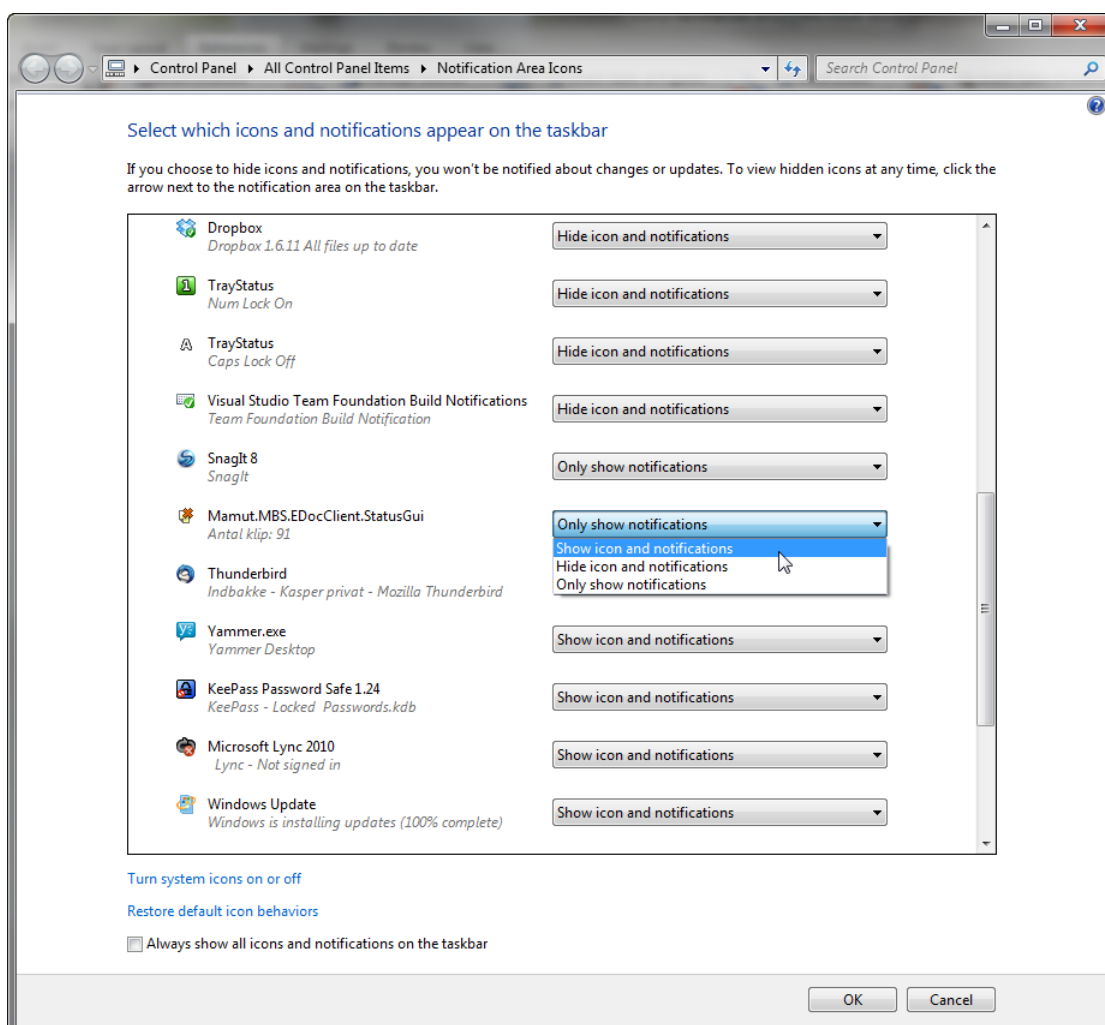 Control Panel ▸ All Control Panel Items ▸ Notification Area Icons
Search Control Panel
Select which icons and notifications appear on the taskbar
If you choose to hide icons and notifications, you won't be notified about changes or updates. To view hidden icons at any time, click the
arrow next to the notification area on the taskbar.
Dropbox
Dropbox 1.6.11 All files up to date
Hide icon and notifications
TrayStatus
Num Lock On
Hide icon and notifications
TrayStatus
Caps Lock Off
Hide icon and notifications
Visual Studio Team Foundation Build Notifications
Team Foundation Build Notification
Hide icon and notifications
SnagIt 8
SnagIt
Only show notifications
Mamut.MBS.EDocClient.StatusGui
Antal klip: 91
Only show notifications
Show icon and notifications
Hide icon and notifications
Only show notifications
Thunderbird
Indbakke - Kasper privat - Mozilla Thunderbird
Yammer.exe
Yammer Desktop
Show icon and notifications
KeePass Password Safe 1.24
KeePass - Locked Passwords.kdb
Show icon and notifications
Microsoft Lync 2010
Lync - Not signed in
Show icon and notifications
Windows Update
Windows is installing updates (100% complete)
Show icon and notifications
Turn system icons on or off
Restore default icon behaviors
Always show all icons and notifications on the taskbar
OK
Cancel